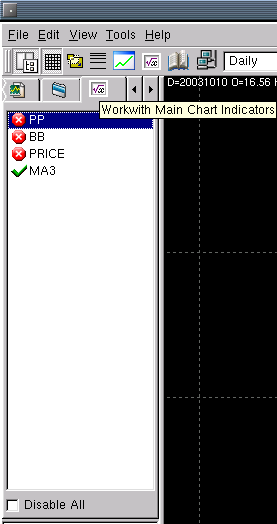 File Edit View Tools Help
Daily
D=20031010 O=16.56 H
Workwith Main Chart Indicators
PP
BB
PRICE
MA3
Disable All